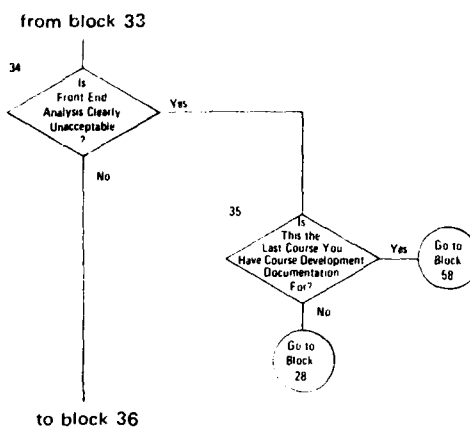 from block 33
34
Is
Front End
Analysis Clearly
Unacceptable
?
Yes
No
35
Is
This the
Last Course You
Have Course Development
Documentation
For?
Yes
Go to
Block
58
No
Go to
Block
28
to block 36